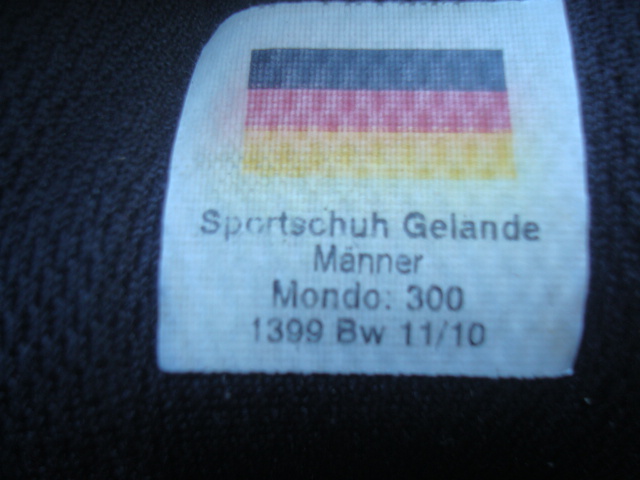 Sportschuh Gelande
Männer
Mondo: 300
1399 Bw 11/10